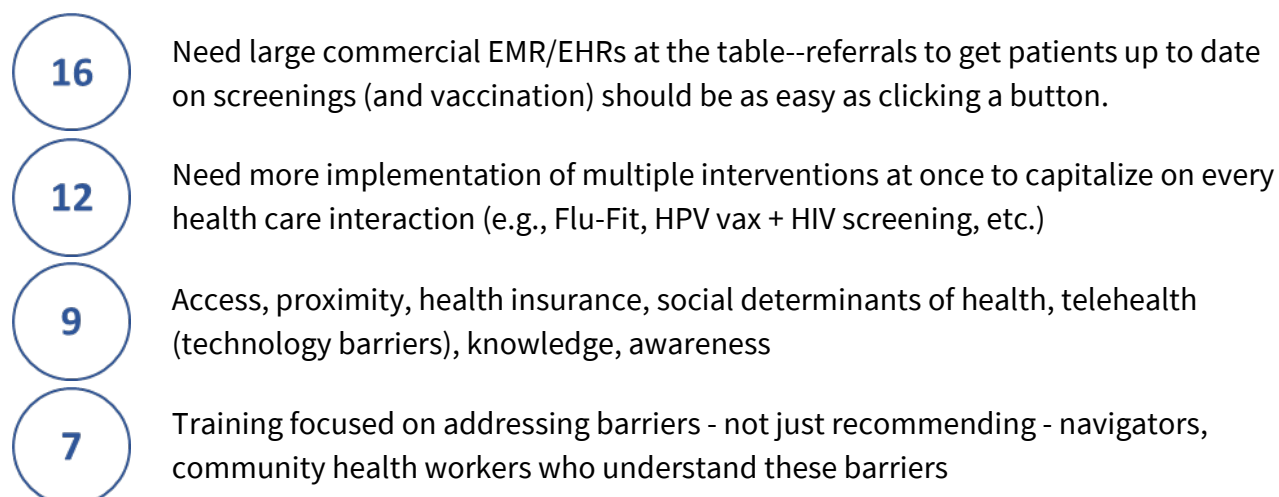 16
Need large commercial EMR/EHRs at the table--referrals to get patients up to date
on screenings (and vaccination) should be as easy as clicking a button.
12
Need more implementation of multiple interventions at once to capitalize on every
health care interaction (e.g., Flu-Fit, HPV vax + HIV screening, etc.)
9
Access, proximity, health insurance, social determinants of health, telehealth
(technology barriers), knowledge, awareness
7
Training focused on addressing barriers - not just recommending - navigators,
community health workers who understand these barriers